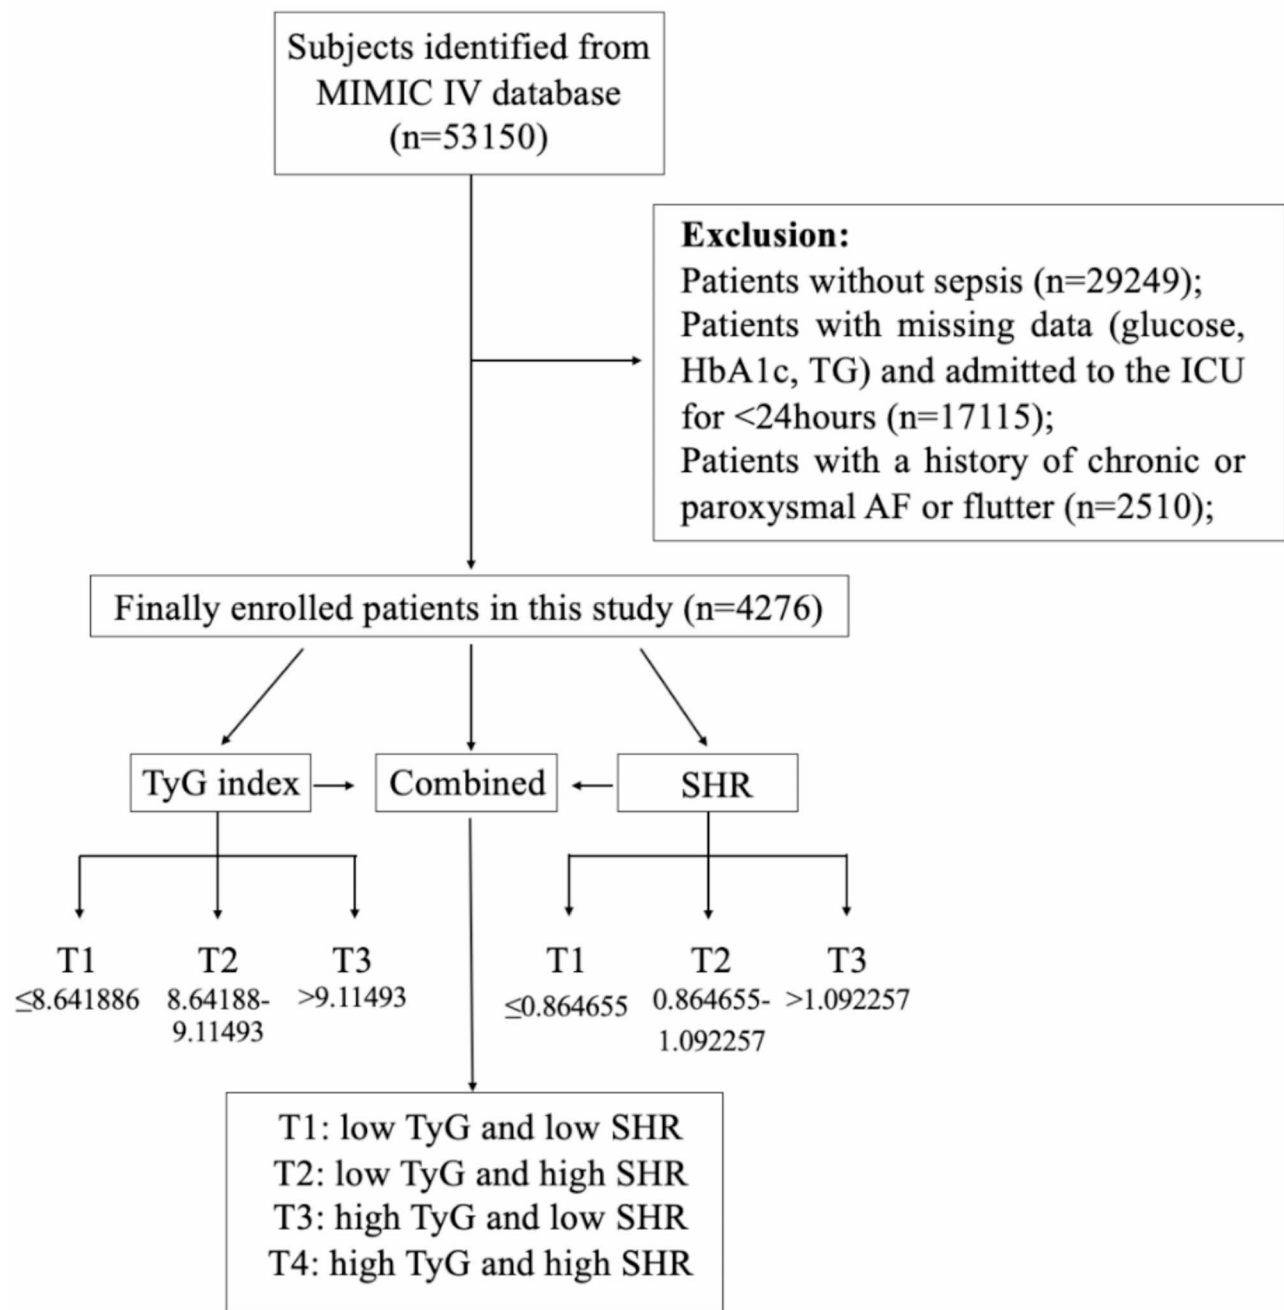 Subjects identified from
MIMIC IV database
(n=53150)
Exclusion:
Patients without sepsis (n=29249);
Patients with missing data (glucose,
HbA1c, TG) and admitted to the ICU
for <24hours (n=17115);
Patients with a history of chronic or
paroxysmal AF or flutter (n=2510);
Finally enrolled patients in this study (n=4276)
TyG index
Combined
SHR
T1
T2
T3
≤8.641886
8.64188-
9.11493
>9.11493
T1
T2
T3
≤0.864655
0.864655-
1.092257
>1.092257
T1: low TyG and low SHR
T2: low TyG and high SHR
T3: high TyG and low SHR
T4: high TyG and high SHR